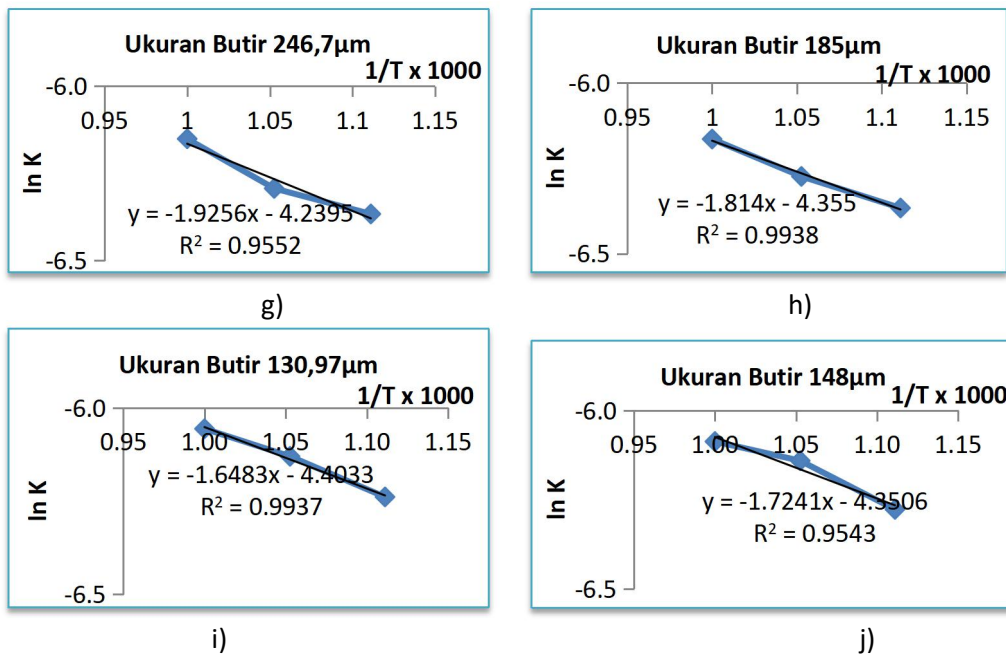 Ukuran Butir 246,7µm
1/T x 1000
-6.0
0.95 1 1.05 1.1 1.15
ln K
y = -1.9256x - 4.2395
R² = 0.9552
-6.5
g)
Ukuran Butir 185µm
1/T x 1000
-6.0
0.95 1 1.05 1.1 1.15
ln K
y = -1.814x - 4.355
R² = 0.9938
-6.5
h)
Ukuran Butir 130,97µm
1/T x 1000
-6.0
0.95 1.00 1.05 1.10 1.15
ln K
y = -1.6483x - 4.4033
R² = 0.9937
-6.5
i)
Ukuran Butir 148µm
1/T x 1000
-6.0
0.95 1.00 1.05 1.10 1.15
ln K
y = -1.7241x - 4.3506
R² = 0.9543
-6.5
j)